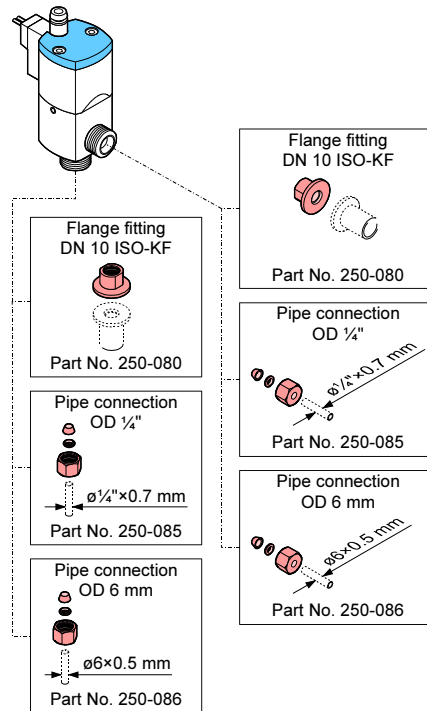 Flange fitting
DN 10 ISO-KF
Part No. 250-080
Pipe connection
OD ¼"
ø¼"×0.7 mm
Part No. 250-085
Pipe connection
OD 6 mm
ø6×0.5 mm
Part No. 250-086
Flange fitting
DN 10 ISO-KF
Part No. 250-080
Pipe connection
OD ¼"
ø¼"×0.7 mm
Part No. 250-085
Pipe connection
OD 6 mm
ø6×0.5 mm
Part No. 250-086